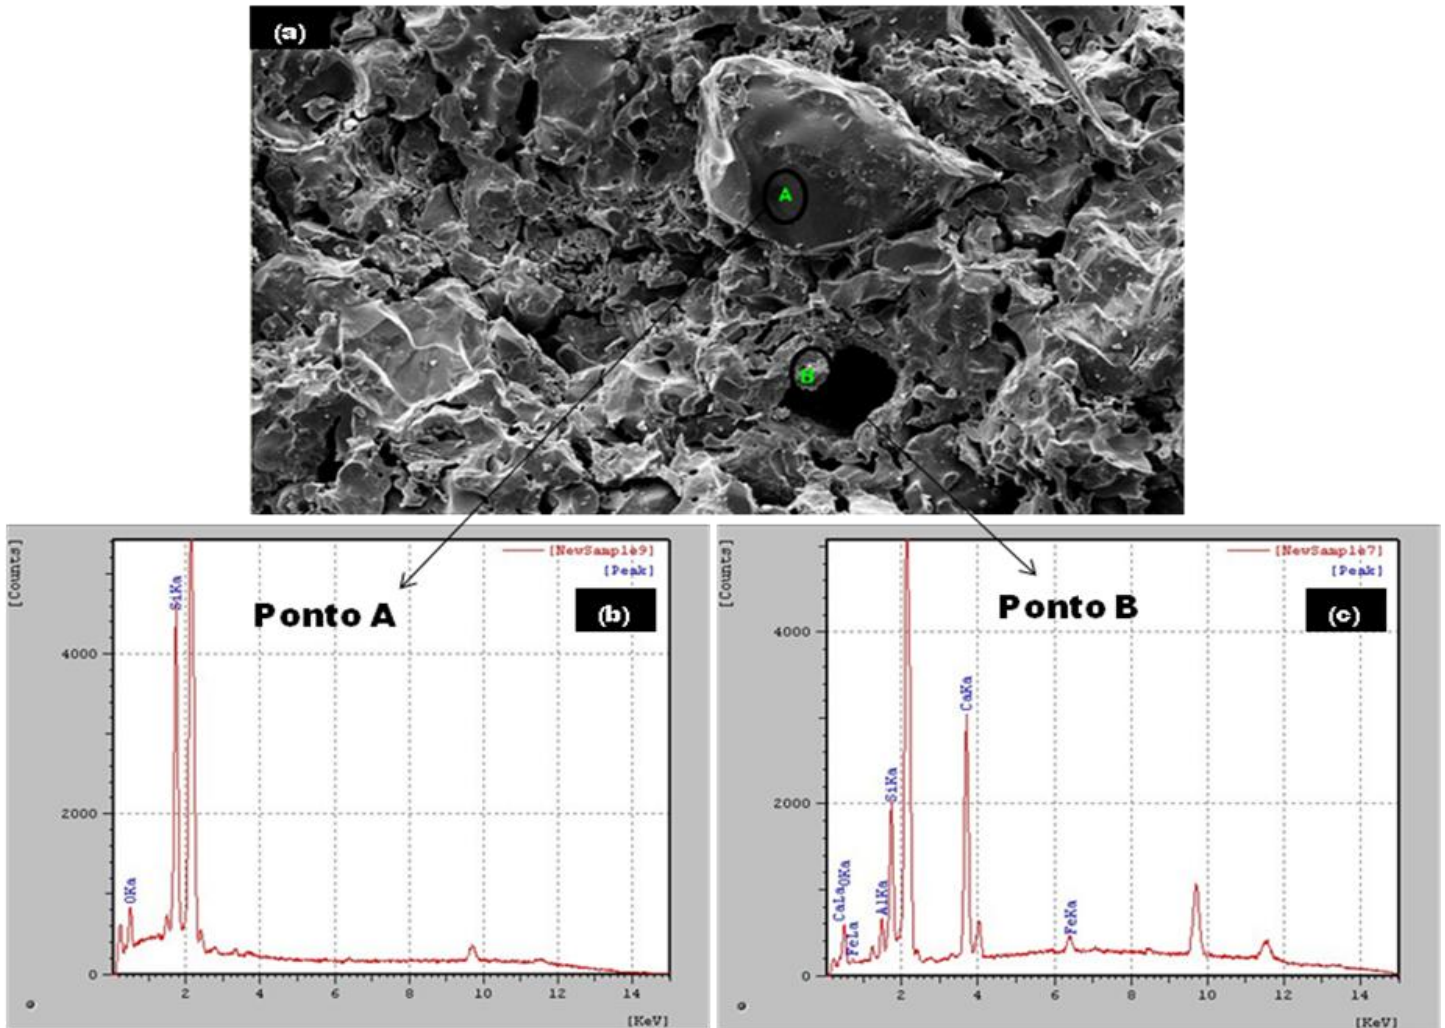 (a)
A
B
[Counts]
[NewSample9]
[Peak]
SiKa
Ponto A
(b)
4000
2000
OKa
0
2
4
6
8
10
12
14
[KeV]
[Counts]
[NewSample7]
[Peak]
Ponto B
(c)
4000
CaKa
SiKa
2000
CaLa
OKa
AlKa
FeLa
FeKa
0
2
4
6
8
10
12
14
[KeV]